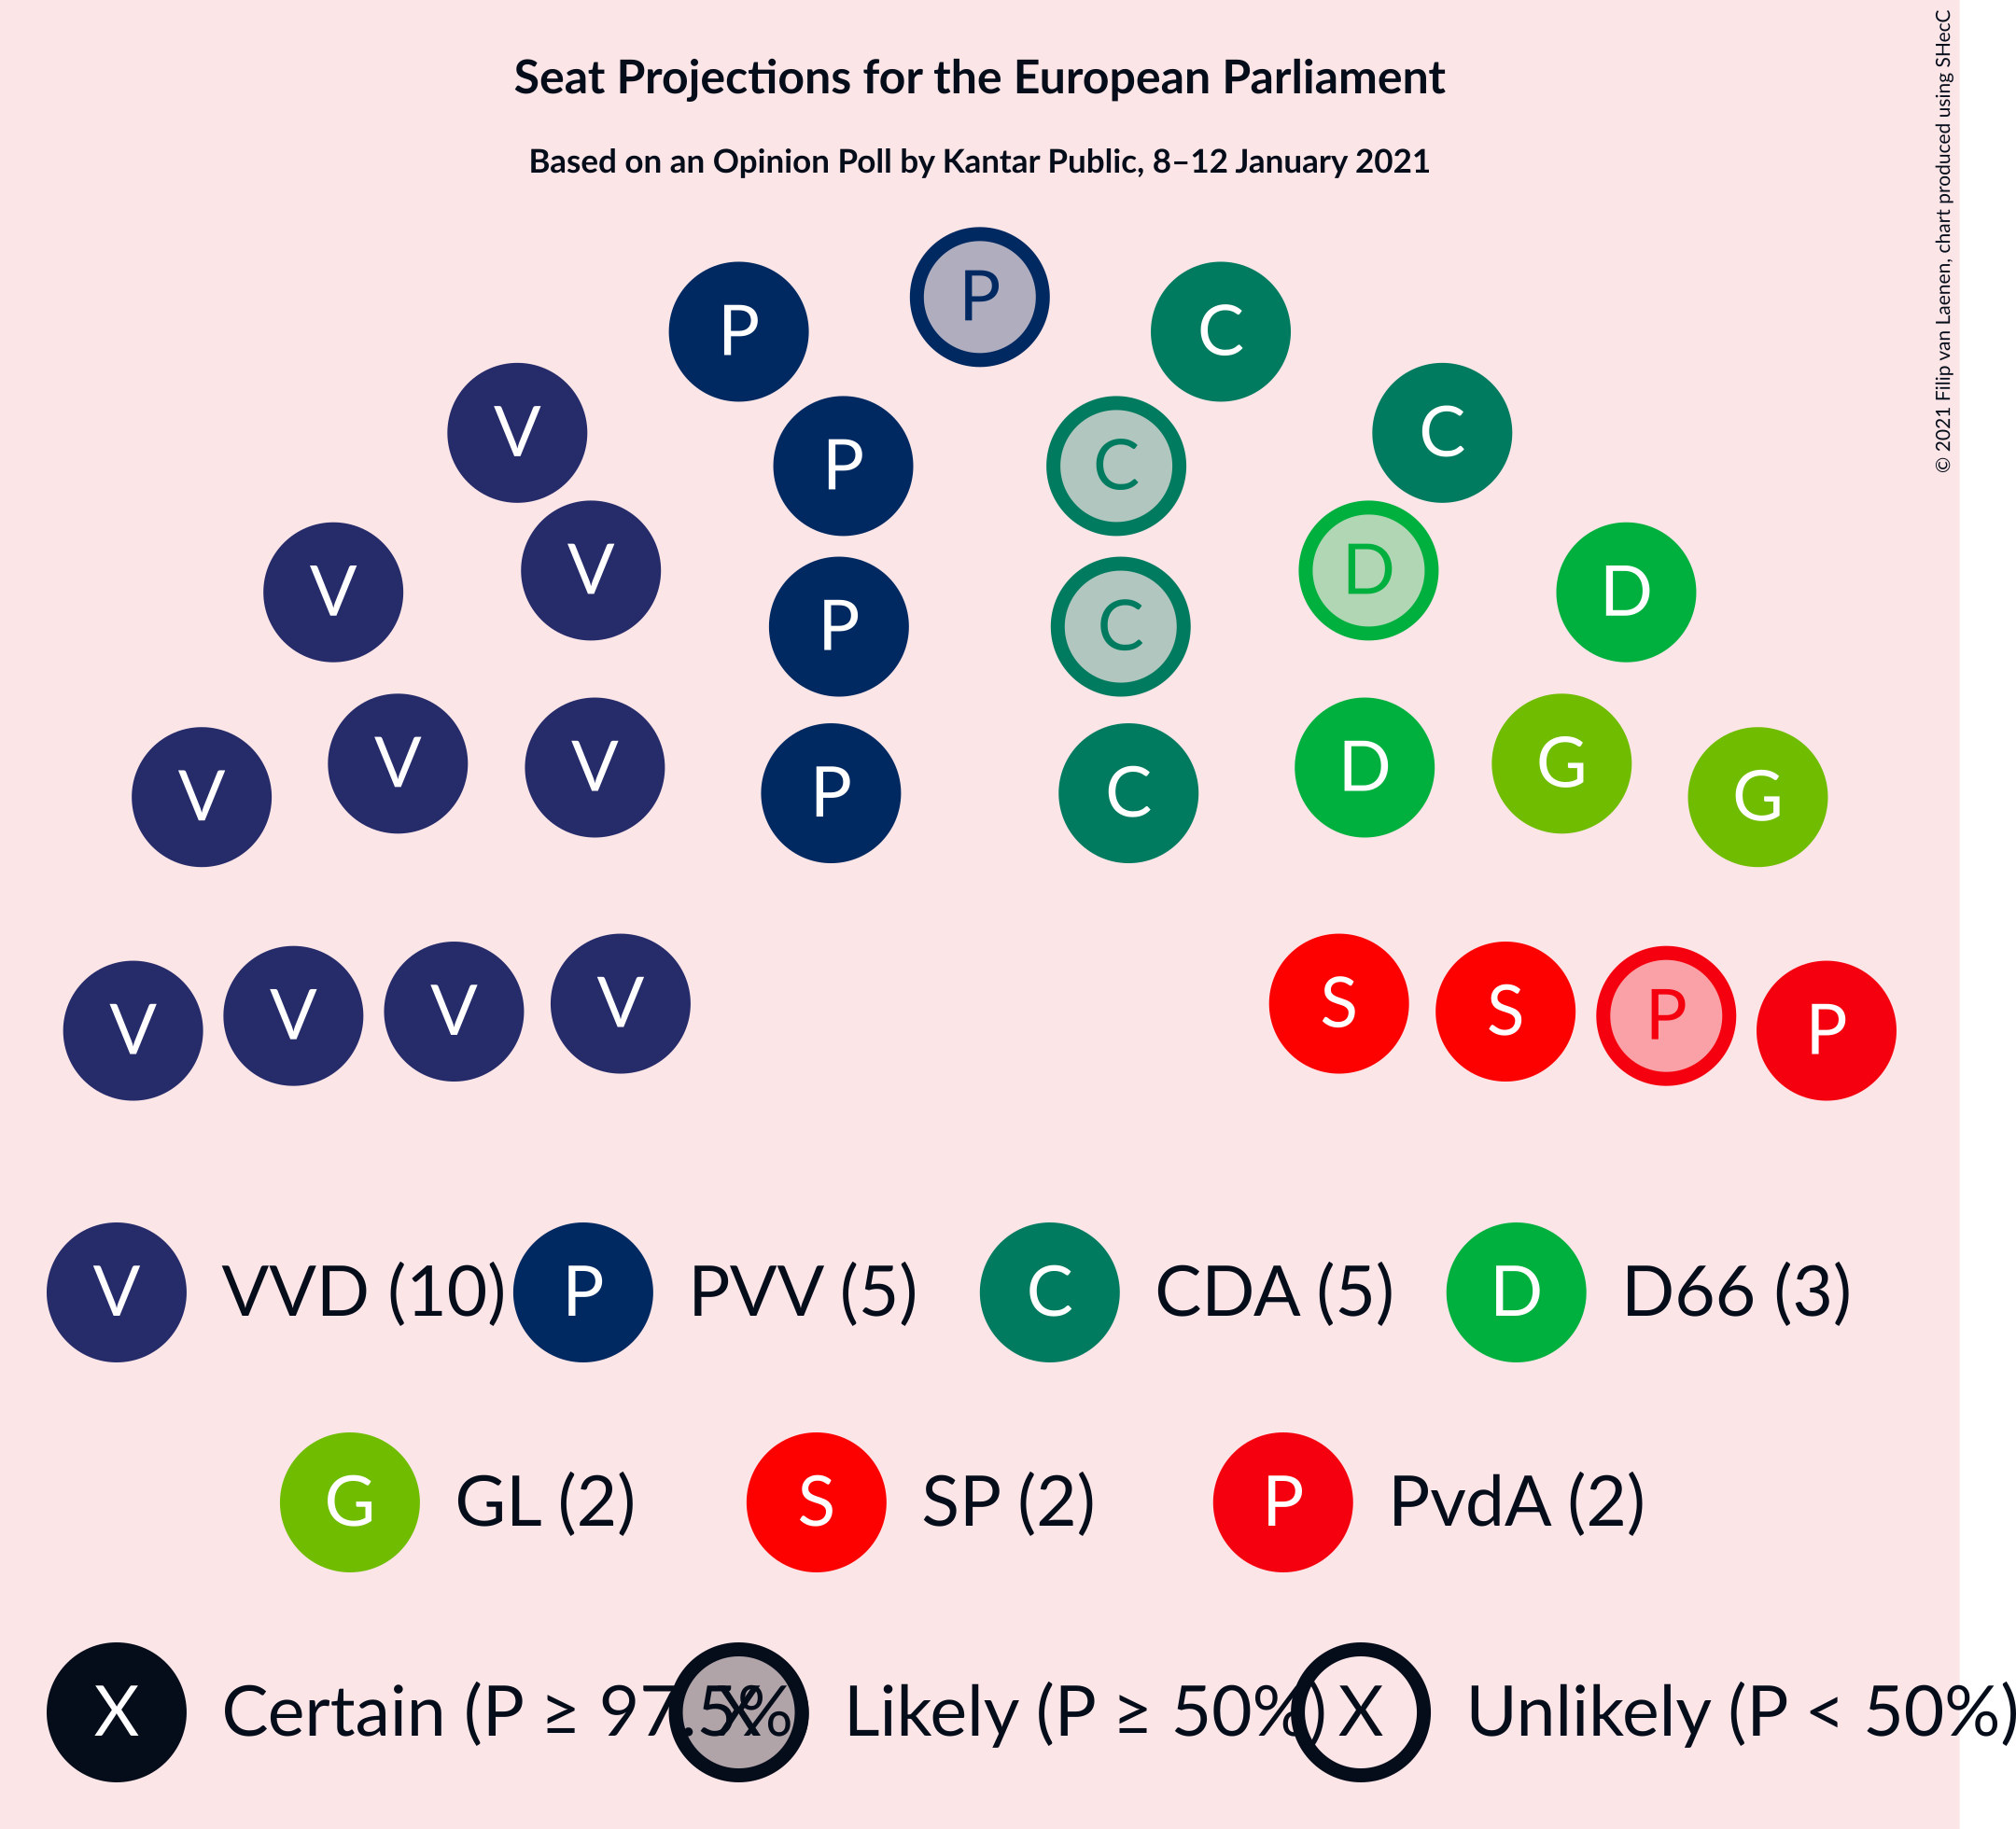 Seat Projections for the European Parliament
Based on an Opinion Poll by Kantar Public, 8–12 January 2021
© 2021 Filip van Laenen, chart produced using SHecC
P
P C
V C
P C
V V D D
P C
V V V P C D G G
V V V V S S P P
V VVD (10) P PVV (5) C CDA (5) D D66 (3)
G GL (2) S SP (2) P PvdA (2)
X Certain (P ≥ 97.5% X Likely (P ≥ 50%) X Unlikely (P < 50%)